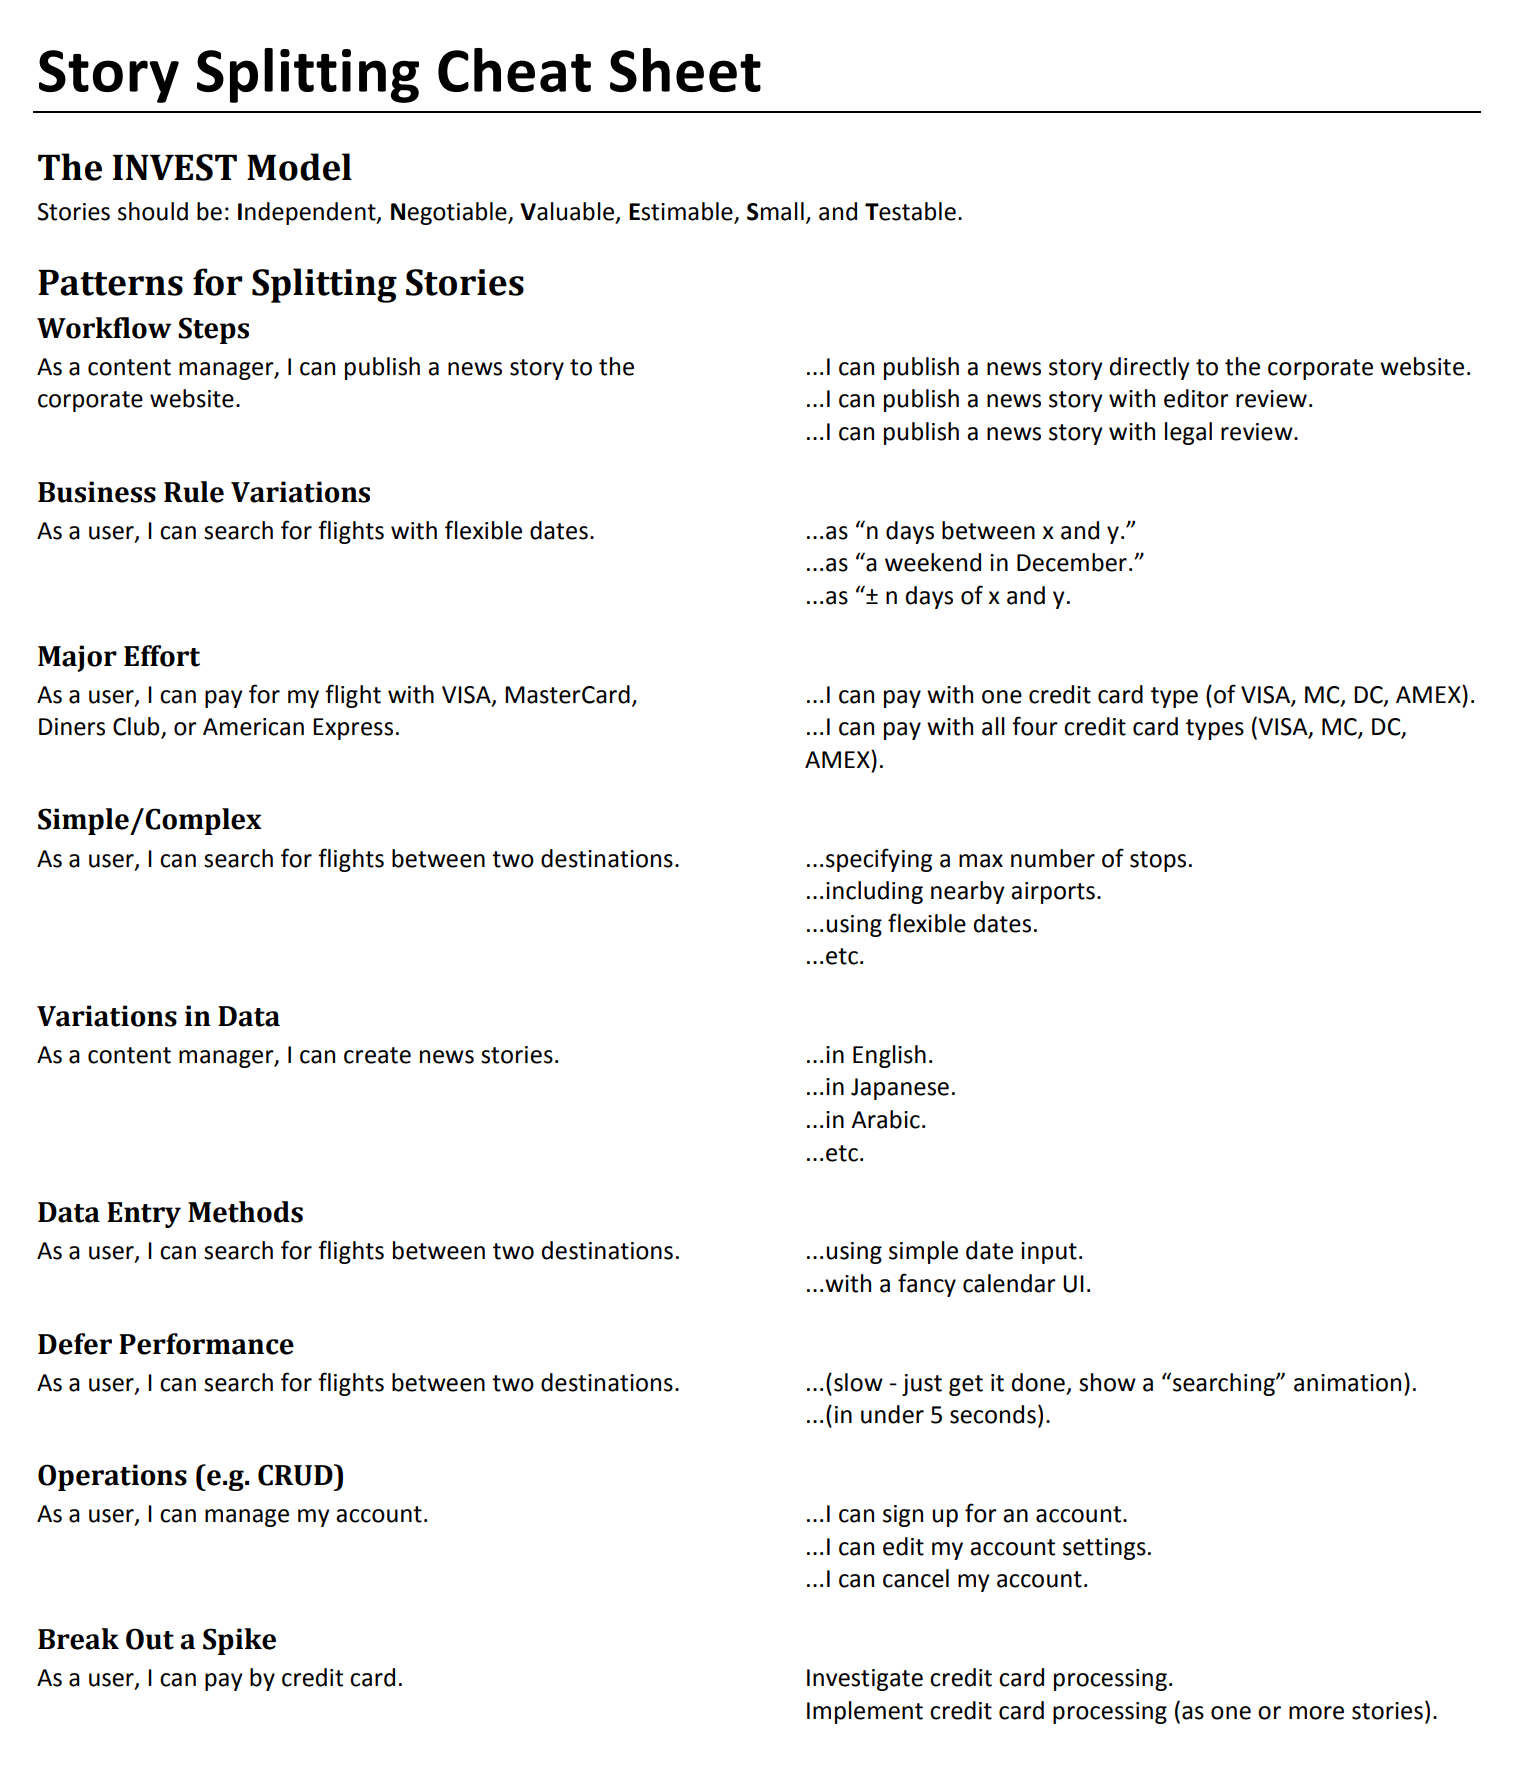 Story Splitting Cheat Sheet
The INVEST Model
Stories should be: Independent, Negotiable, Valuable, Estimable, Small, and Testable.
Patterns for Splitting Stories
Workflow Steps
As a content manager, I can publish a news story to the
corporate website.
...I can publish a news story directly to the corporate website.
...I can publish a news story with editor review.
...I can publish a news story with legal review.
Business Rule Variations
As a user, I can search for flights with flexible dates.
...as “n days between x and y.”
...as “a weekend in December.”
...as “± n days of x and y.
Major Effort
As a user, I can pay for my flight with VISA, MasterCard,
Diners Club, or American Express.
...I can pay with one credit card type (of VISA, MC, DC, AMEX).
...I can pay with all four credit card types (VISA, MC, DC,
AMEX).
Simple/Complex
As a user, I can search for flights between two destinations.
...specifying a max number of stops.
...including nearby airports.
...using flexible dates.
...etc.
Variations in Data
As a content manager, I can create news stories.
...in English.
...in Japanese.
...in Arabic.
...etc.
Data Entry Methods
As a user, I can search for flights between two destinations.
...using simple date input.
...with a fancy calendar UI.
Defer Performance
As a user, I can search for flights between two destinations.
...(slow - just get it done, show a “searching” animation).
...(in under 5 seconds).
Operations (e.g. CRUD)
As a user, I can manage my account.
...I can sign up for an account.
...I can edit my account settings.
...I can cancel my account.
Break Out a Spike
As a user, I can pay by credit card.
Investigate credit card processing.
Implement credit card processing (as one or more stories).